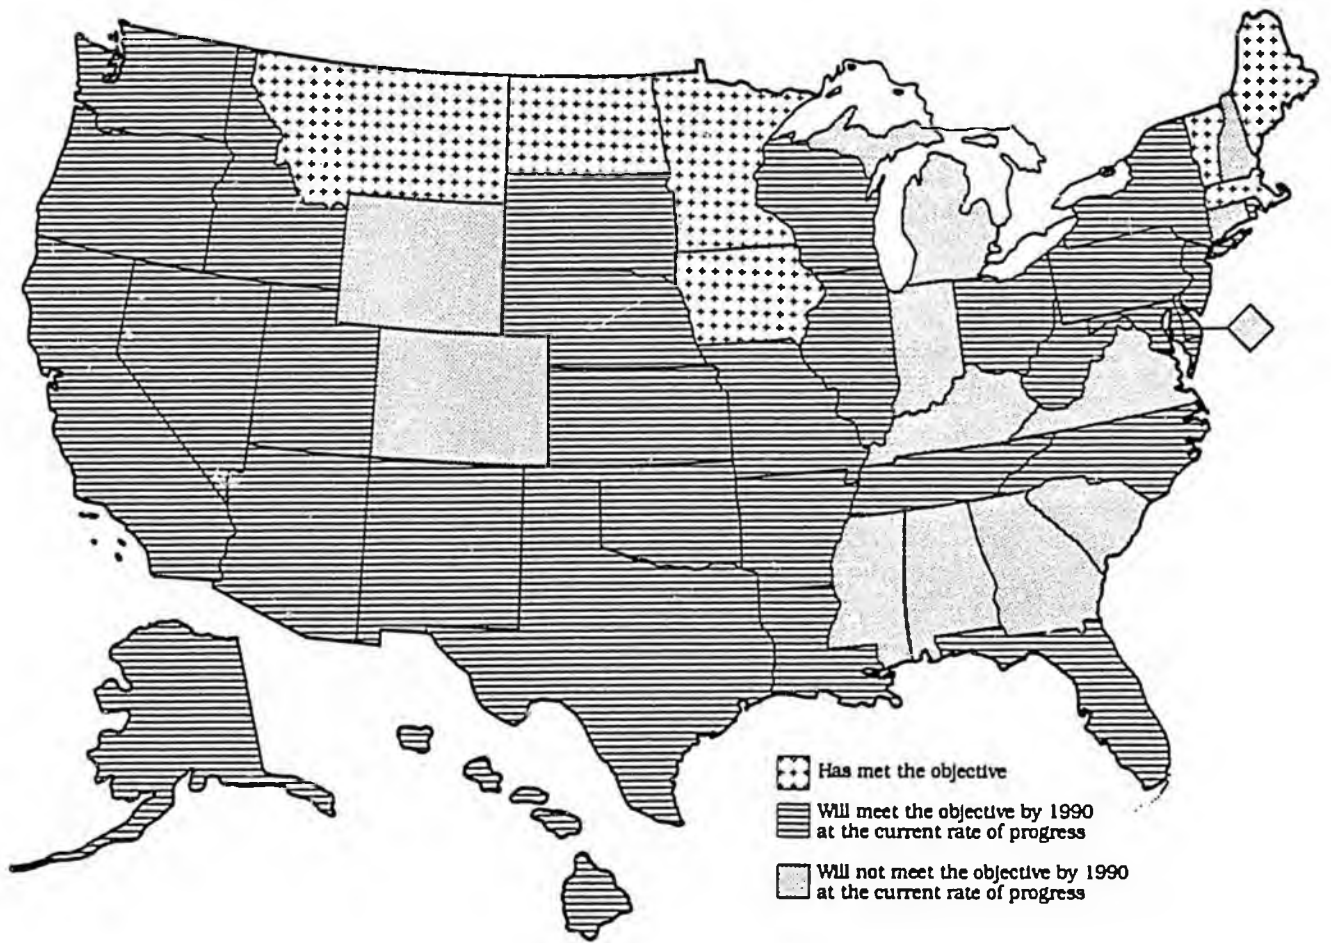 Has met the objective
Will meet the objective by 1990
at the current rate of progress
Will not meet the objective by 1990
at the current rate of progress